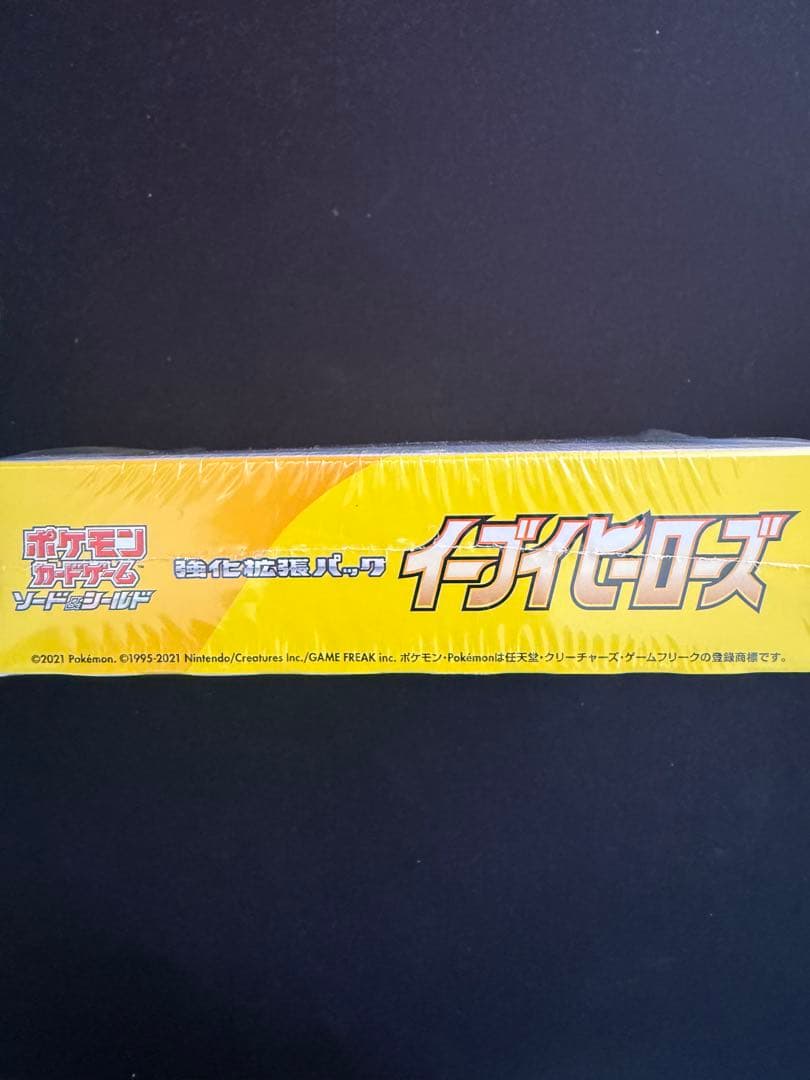 ポケモン
カードゲーム™
ソード&シールド
強化拡張パック
イーブイヒーローズ
©2021 Pokémon. ©1995-2021 Nintendo/Creatures Inc./GAME FREAK inc. ポケモン・Pokémonは任天堂・クリーチャーズ・ゲームフリークの登録商標です。